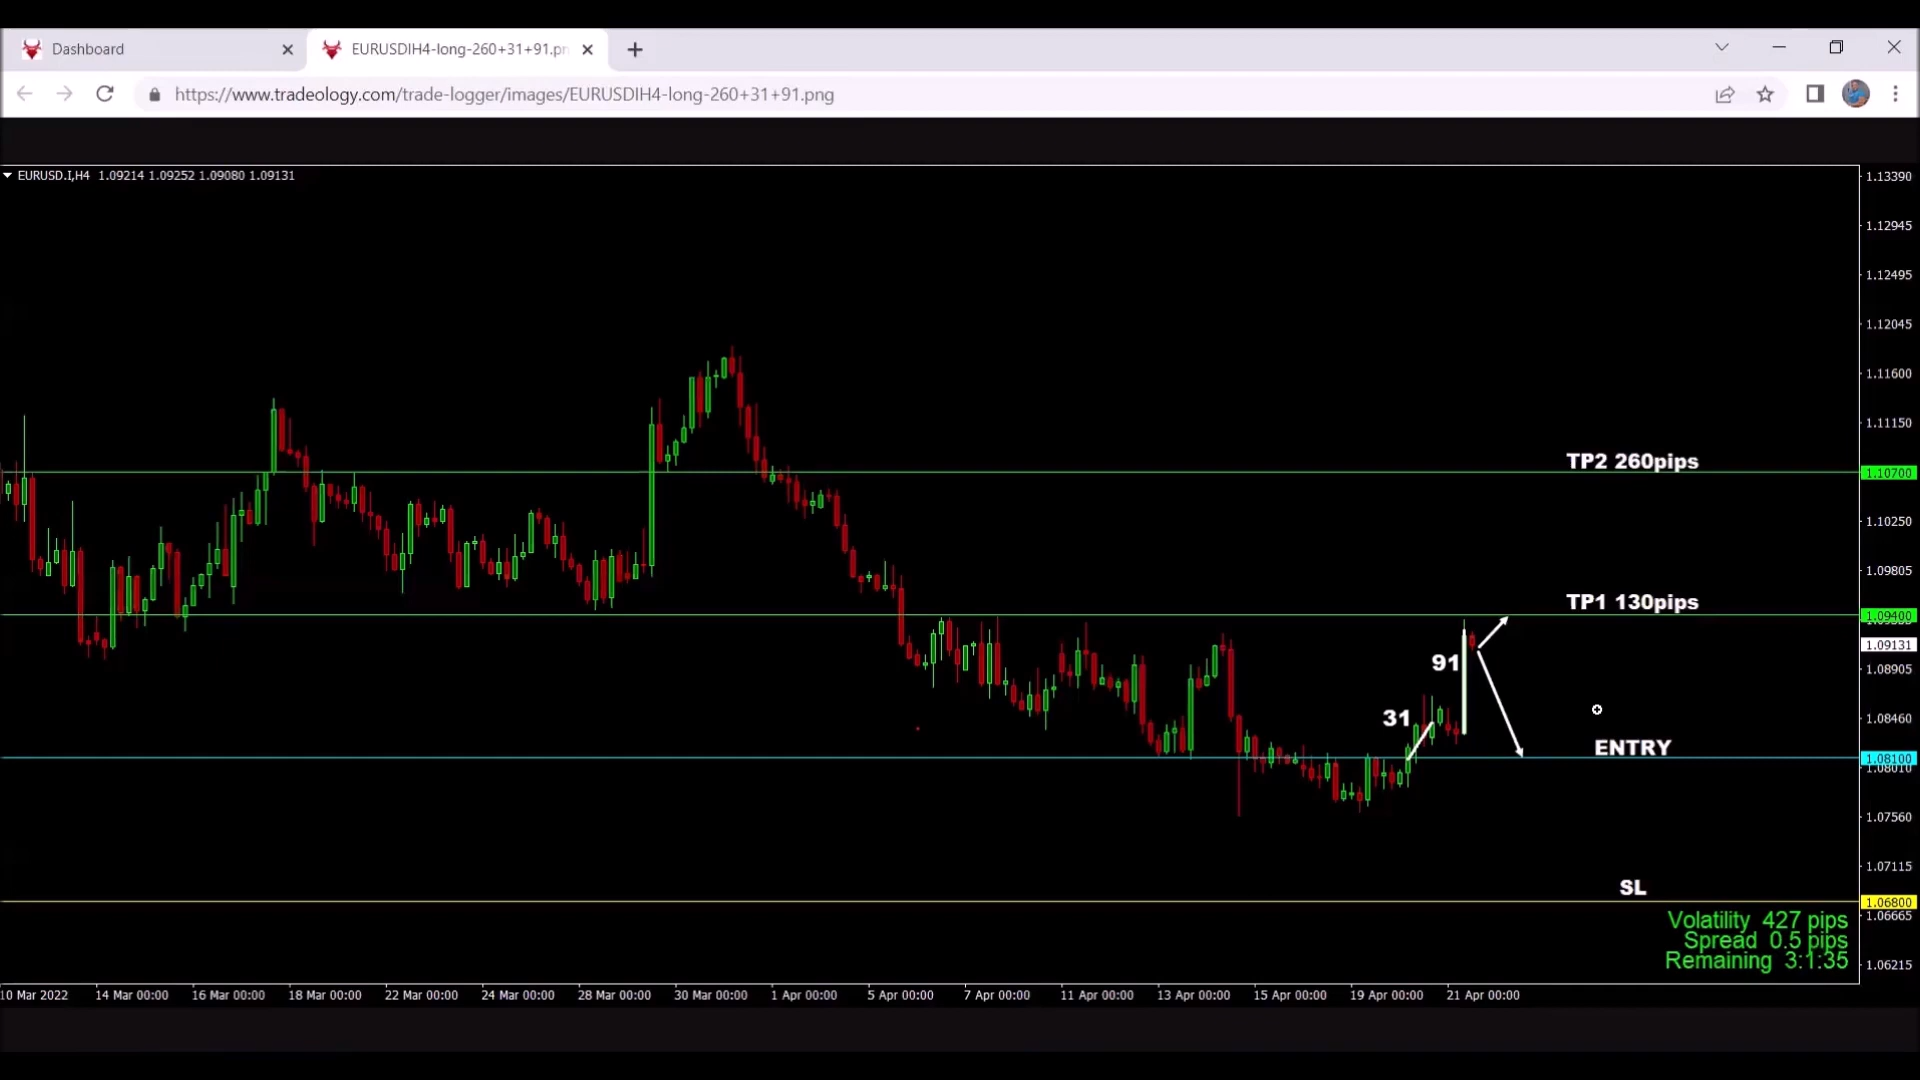 Dashboard
EURUSDIH4-long-260+31+91.pn
https://www.tradeology.com/trade-logger/images/EURUSDIH4-long-260+31+91.png
EURUSD.I,H4 1.09214 1.09252 1.09080 1.09131
1.13390
1.12945
1.12495
1.12045
1.11600
1.11150
TP2 260pips
1.10700
1.10250
1.09805
TP1 130pips
1.09400
1.09131
91
1.08905
31
1.08460
ENTRY
1.08100
1.08010
1.07560
1.07115
SL
1.06800
1.06665
Volatility 427 pips
Spread 0.5 pips
Remaining 3:1:35
1.06215
10 Mar 2022 14 Mar 00:00 16 Mar 00:00 18 Mar 00:00 22 Mar 00:00 24 Mar 00:00 28 Mar 00:00 30 Mar 00:00 1 Apr 00:00 5 Apr 00:00 7 Apr 00:00 11 Apr 00:00 13 Apr 00:00 15 Apr 00:00 19 Apr 00:00 21 Apr 00:00